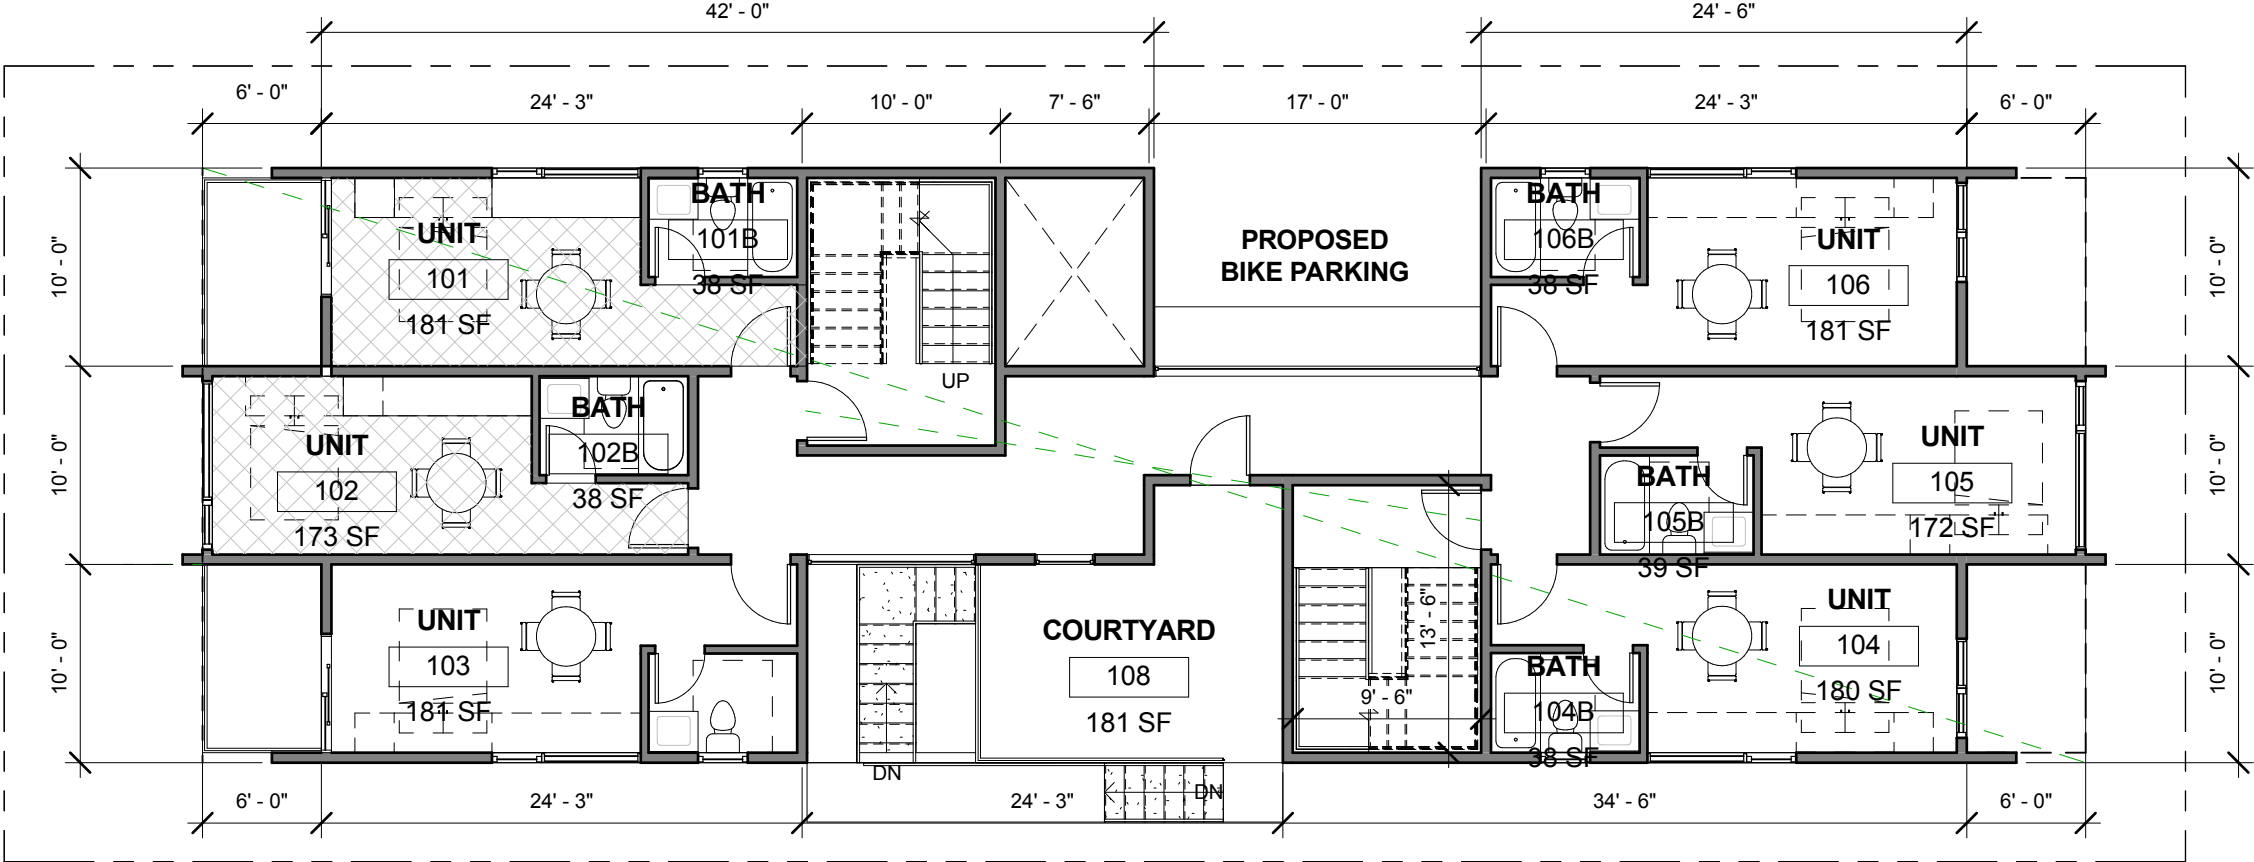 42' - 0"
24' - 6"
6' - 0"
24' - 3"
10' - 0"
7' - 6"
17' - 0"
24' - 3"
6' - 0"
10' - 0"
UNIT
101
181 SF
BATH
101B
38 SF
UP
PROPOSED
BIKE PARKING
BATH
106B
38 SF
UNIT
106
181 SF
10' - 0"
10' - 0"
UNIT
102
173 SF
BATH
102B
38 SF
BATH
105B
39 SF
UNIT
105
172 SF
10' - 0"
10' - 0"
UNIT
103
181 SF
DN
COURTYARD
108
181 SF
DN
13' - 6"
9' - 6"
BATH
104B
38 SF
UNIT
104
180 SF
10' - 0"
6' - 0"
24' - 3"
24' - 3"
34' - 6"
6' - 0"